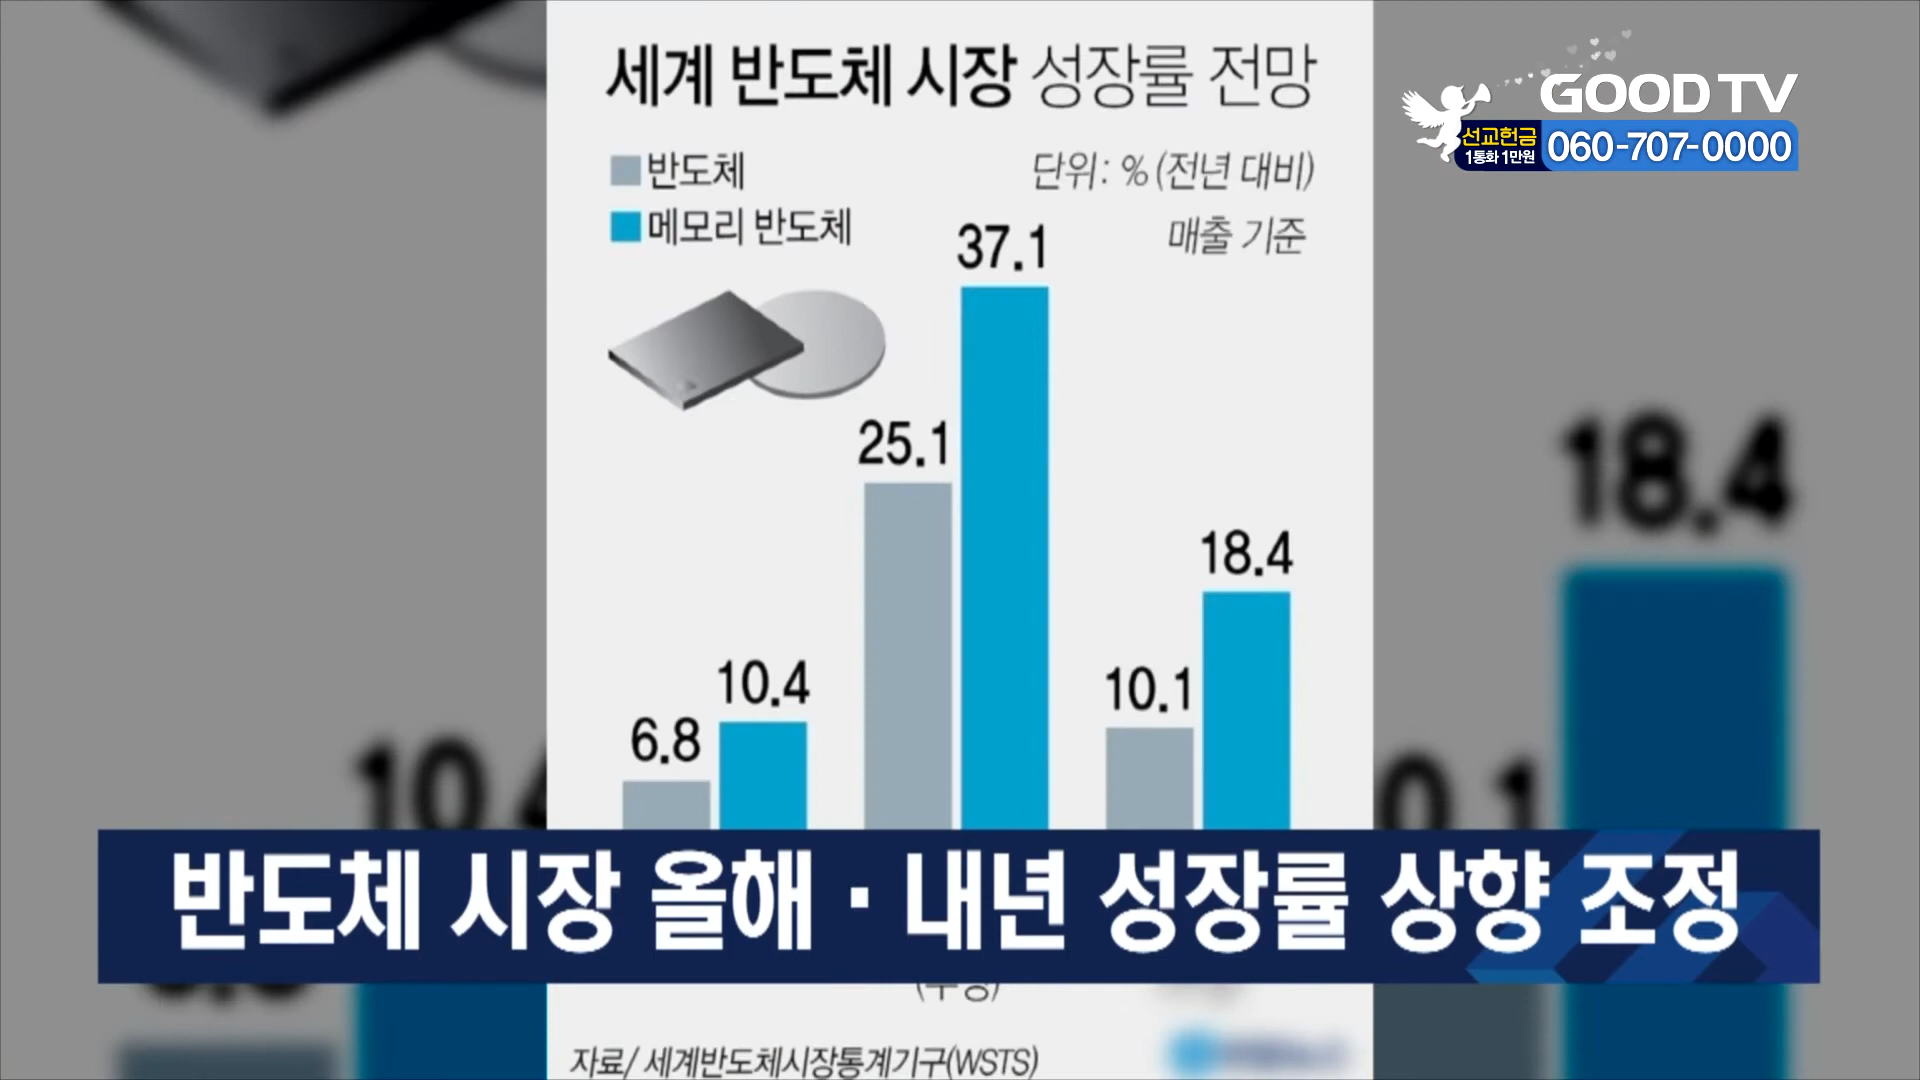 세계 반도체 시장 성장률 전망
반도체
단위: % (전년 대비)
메모리 반도체
매출 기준
GOODTV
선교헌금
1통화 1만원
060-707-0000
37.1
25.1
18.4
10.4
10.1
6.8
18.4
반도체 시장 올해·내년 성장률 상향 조정
자료/ 세계반도체시장통계기구(WSTS)